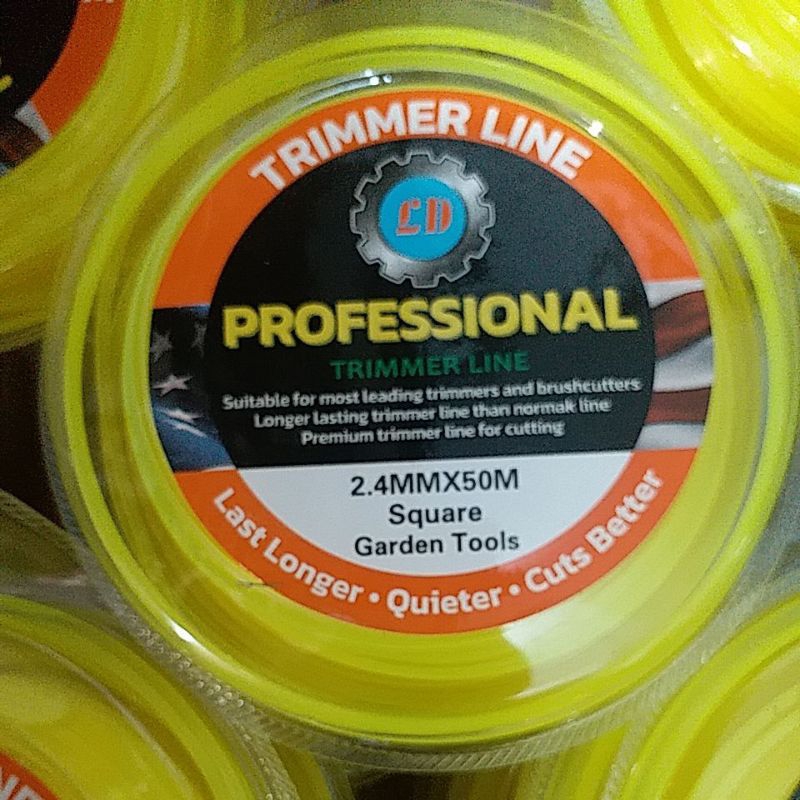 TRIMMER LINE
LD
PROFESSIONAL
TRIMMER LINE
Suitable for most leading trimmers and brushcutters
Longer lasting trimmer line than normak line
Premium trimmer line for cutting
2.4MMX50M
Square
Garden Tools
Last Longer • Quieter • Cuts Better